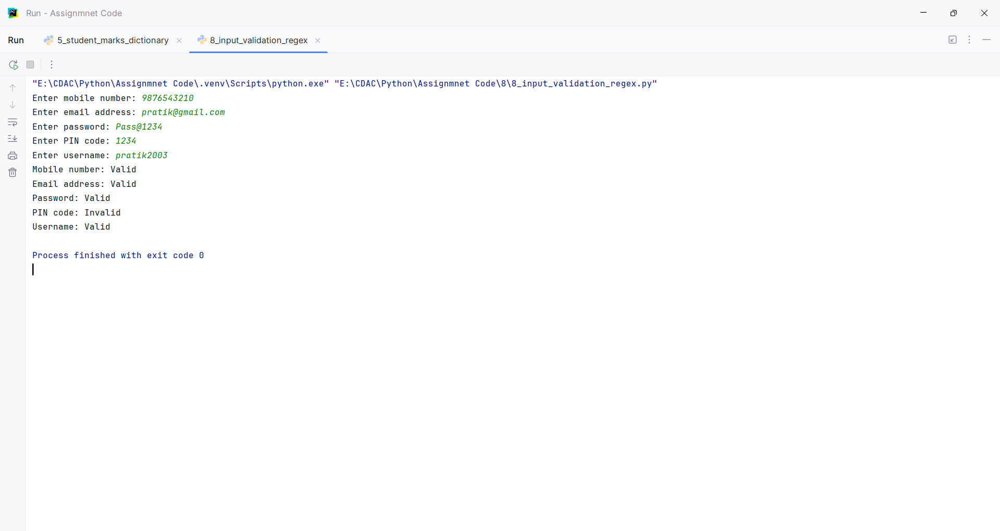 Run - Assignmnet Code
Run 5_student_marks_dictionary 8_input_validation_regex
"E:\CDAC\Python\Assignmnet Code\.venv\Scripts\python.exe" "E:\CDAC\Python\Assignmnet Code\8\8_input_validation_regex.py"
Enter mobile number: 9876543210
Enter email address: pratik@gmail.com
Enter password: Pass@1234
Enter PIN code: 1234
Enter username: pratik2003
Mobile number: Valid
Email address: Valid
Password: Valid
PIN code: Invalid
Username: Valid
Process finished with exit code 0